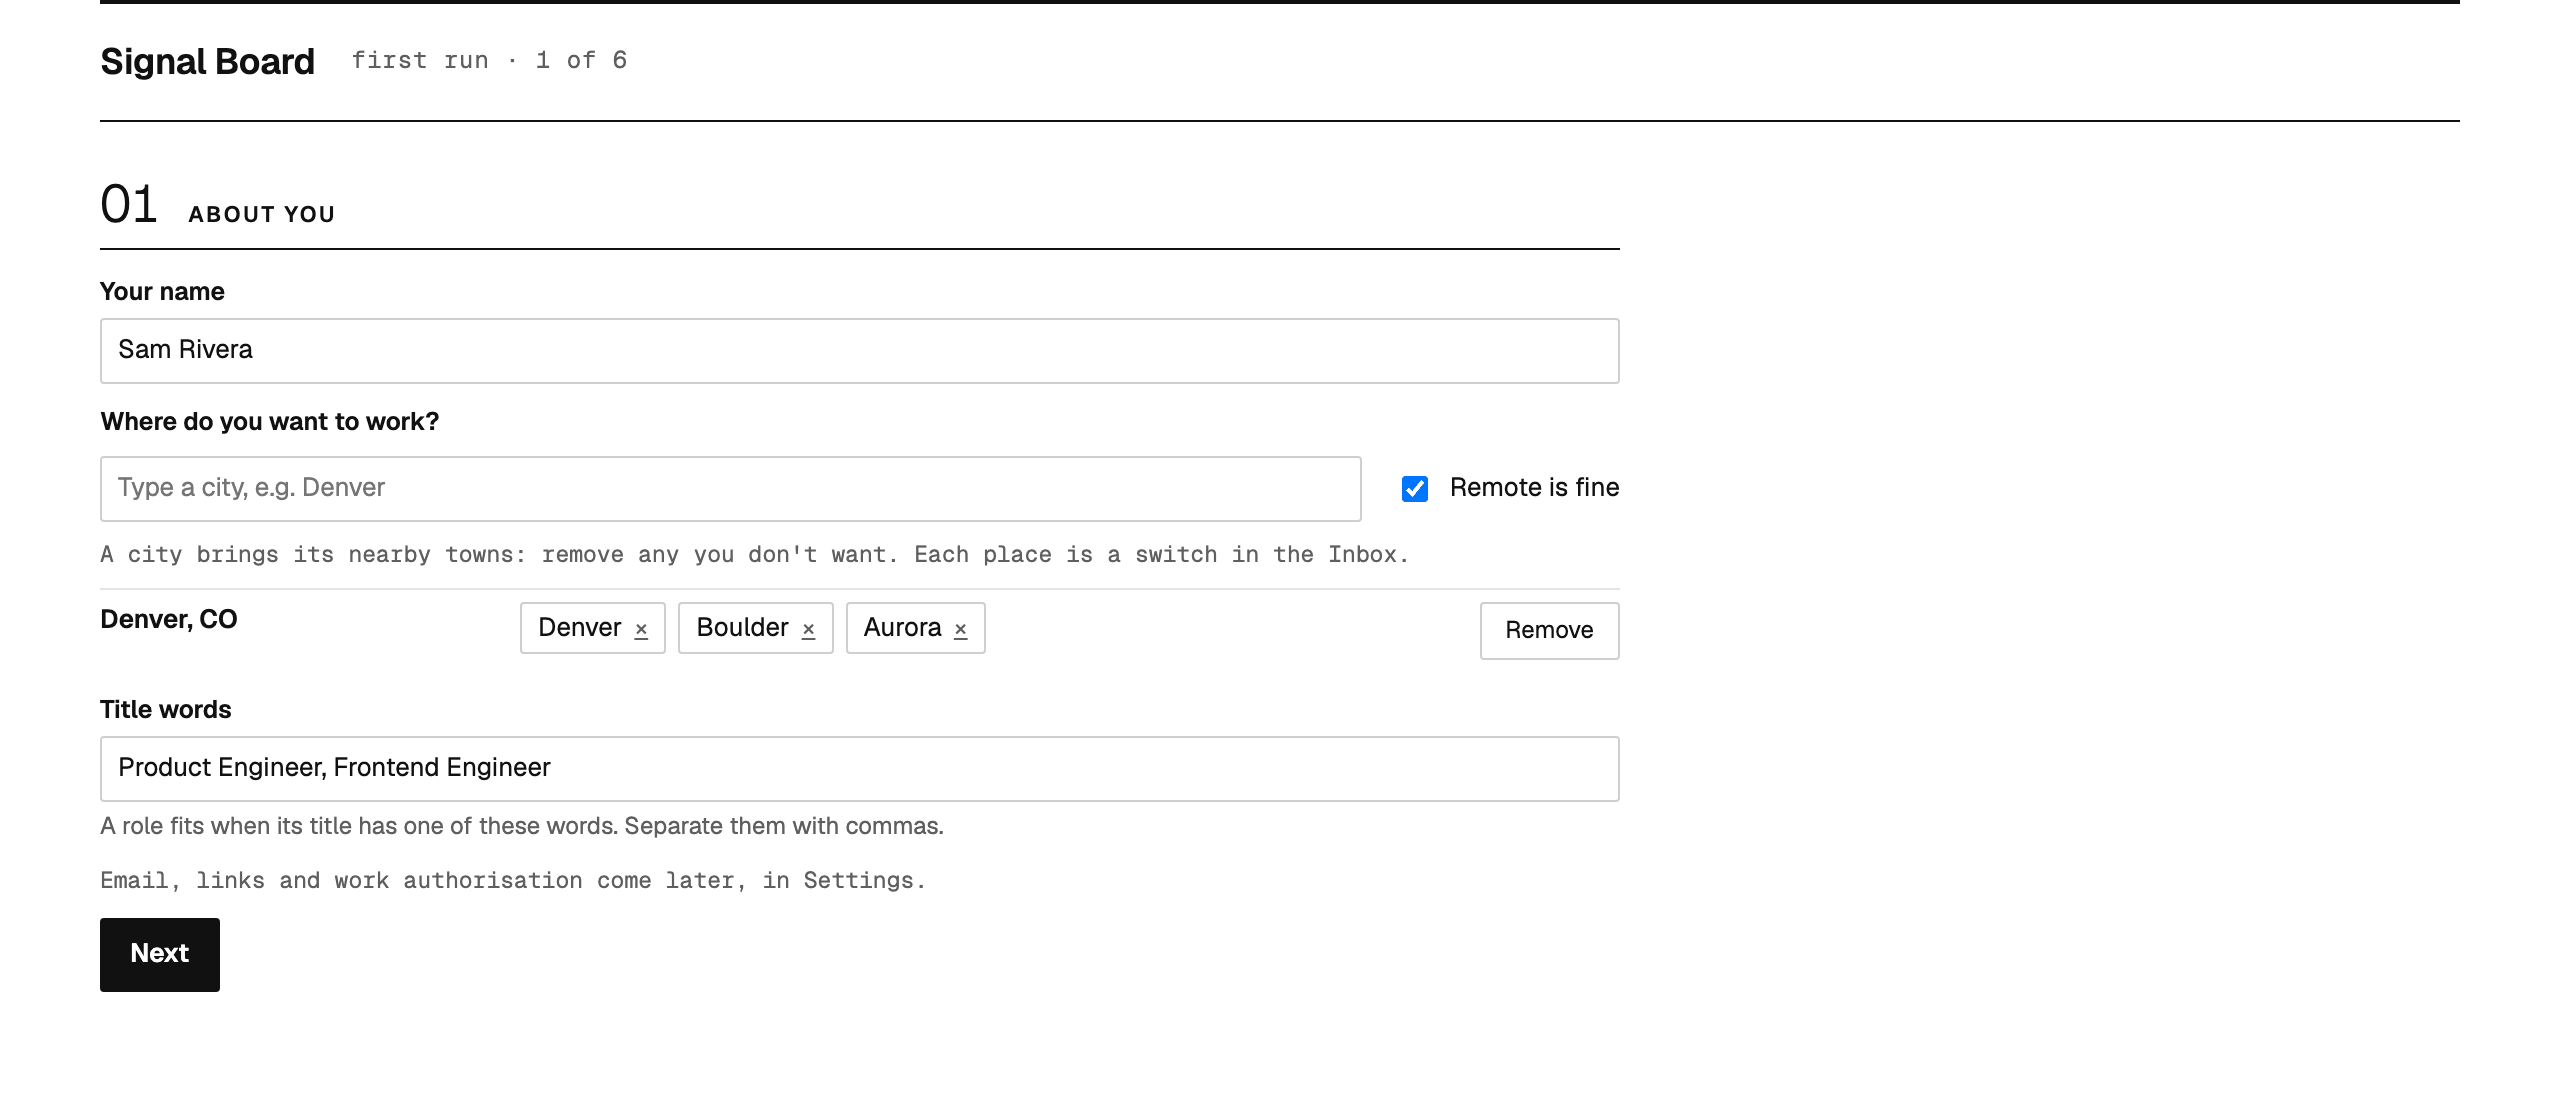 Signal Board first run · 1 of 6
01 ABOUT YOU
Your name
Sam Rivera
Where do you want to work?
Type a city, e.g. Denver
Remote is fine
A city brings its nearby towns: remove any you don't want. Each place is a switch in the Inbox.
Denver, CO Denver × Boulder × Aurora × Remove
Title words
Product Engineer, Frontend Engineer
A role fits when its title has one of these words. Separate them with commas.
Email, links and work authorisation come later, in Settings.
Next